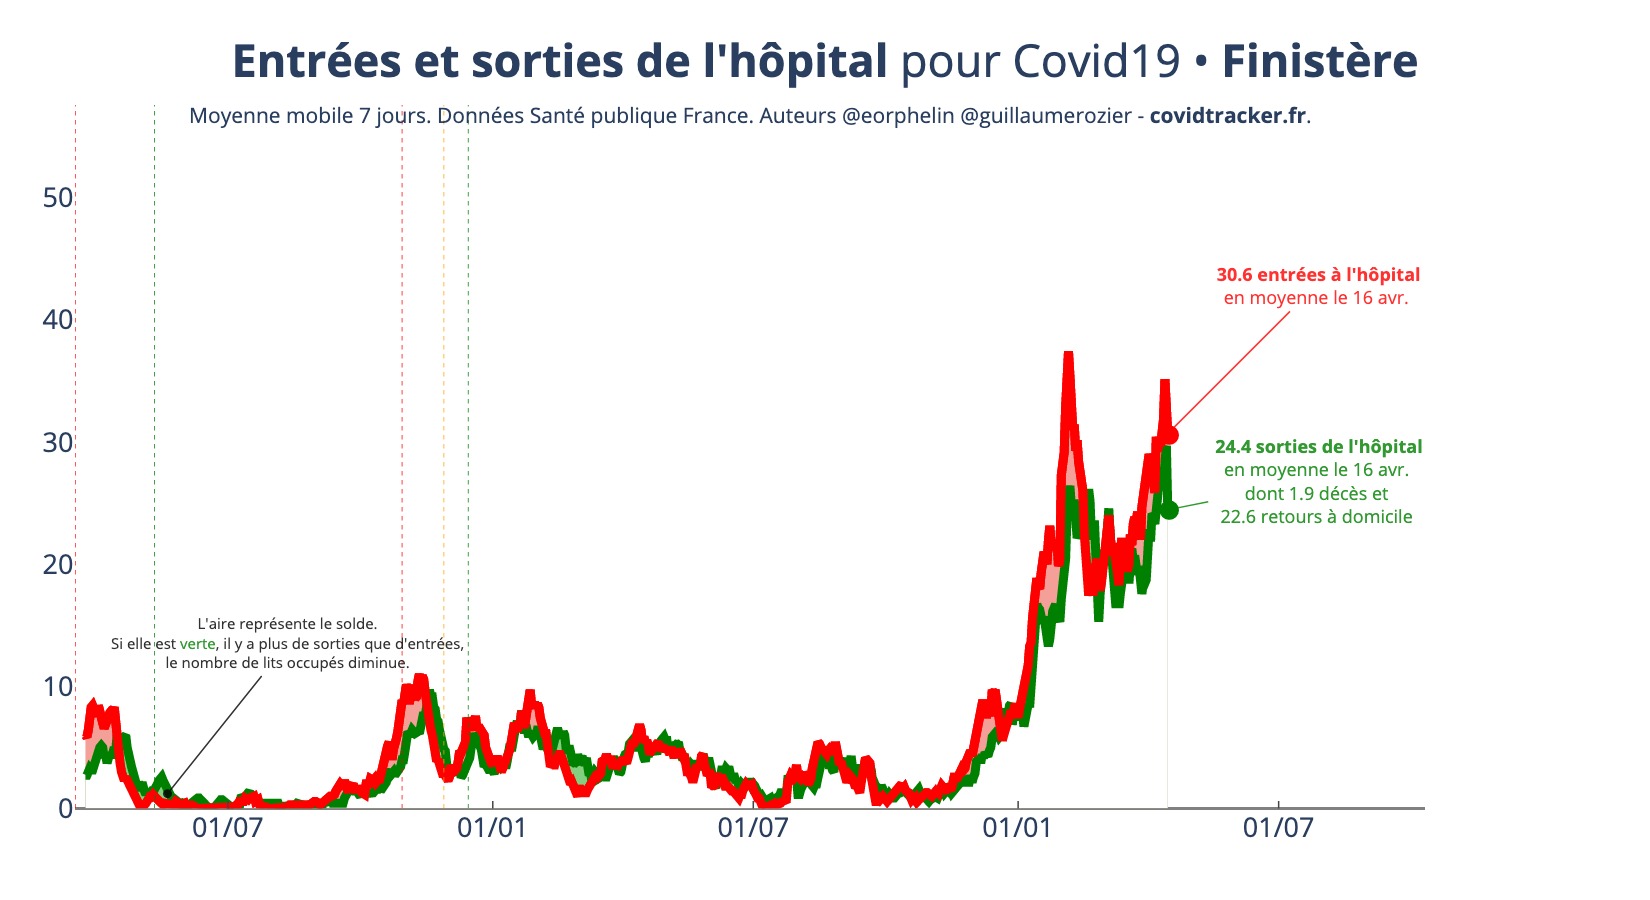 Entrées et sorties de l'hôpital pour Covid19 • Finistère
Moyenne mobile 7 jours. Données Santé publique France. Auteurs @eorphelin @guillaumerozier - covidtracker.fr.
50
40
30
20
10
0
30.6 entrées à l'hôpital
en moyenne le 16 avr.
24.4 sorties de l'hôpital
en moyenne le 16 avr.
dont 1.9 décès et
22.6 retours à domicile
L'aire représente le solde.
Si elle est verte, il y a plus de sorties que d'entrées,
le nombre de lits occupés diminue.
01/07
01/01
01/07
01/01
01/07